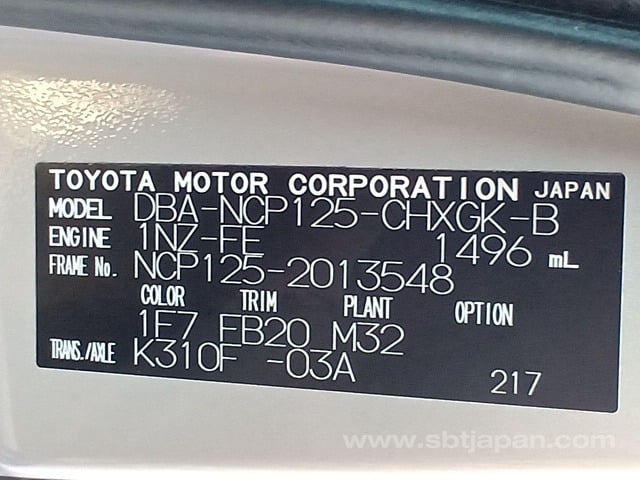 TOYOTA MOTOR CORPORATION JAPAN
MODEL DBA-NCP125-CHXGK-B
ENGINE 1NZ-FE 1496 mL
FRAME No. NCP125-2013548
COLOR TRIM PLANT OPTION
1F7 FB20 M32
TRANS./AXLE K310F -03A
217
www.sbtjapan.com